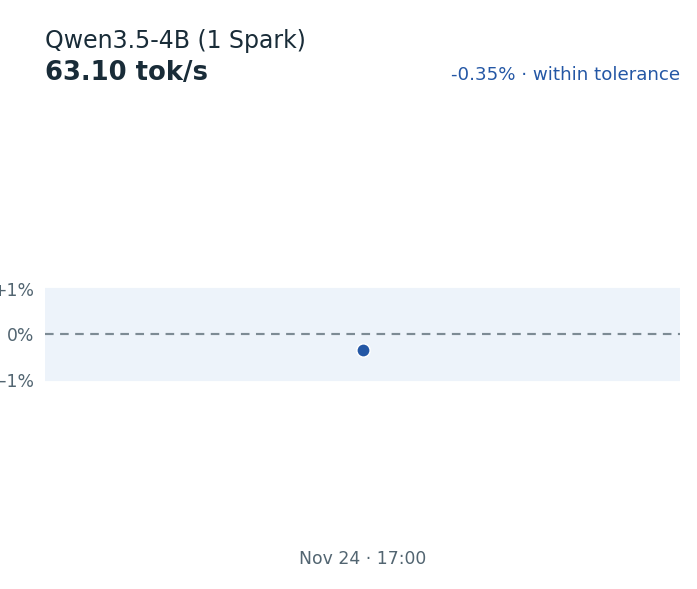 Qwen3.5-4B (1 Spark)
63.10 tok/s
-0.35% · within tolerance
+1%
0%
−1%
Nov 24 · 17:00